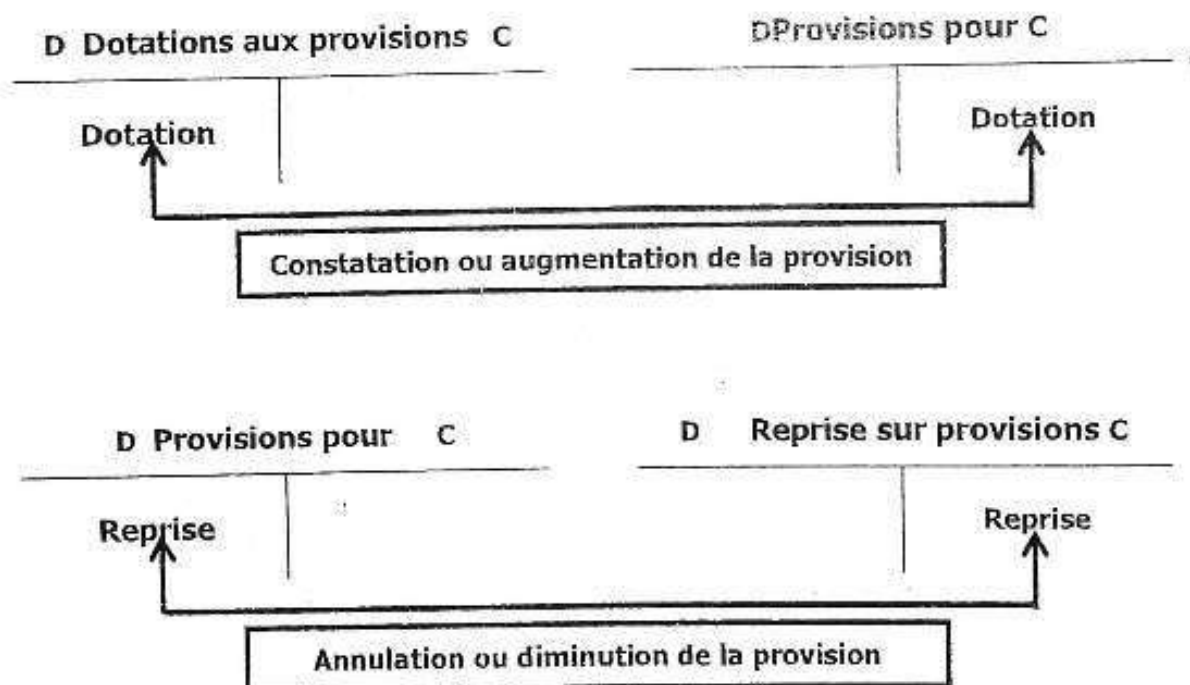 D Dotations aux provisions C
DProvisions pour C
Dotation
Dotation
Constatation ou augmentation de la provision
D Provisions pour C
D Reprise sur provisions C
Reprise
Reprise
Annulation ou diminution de la provision